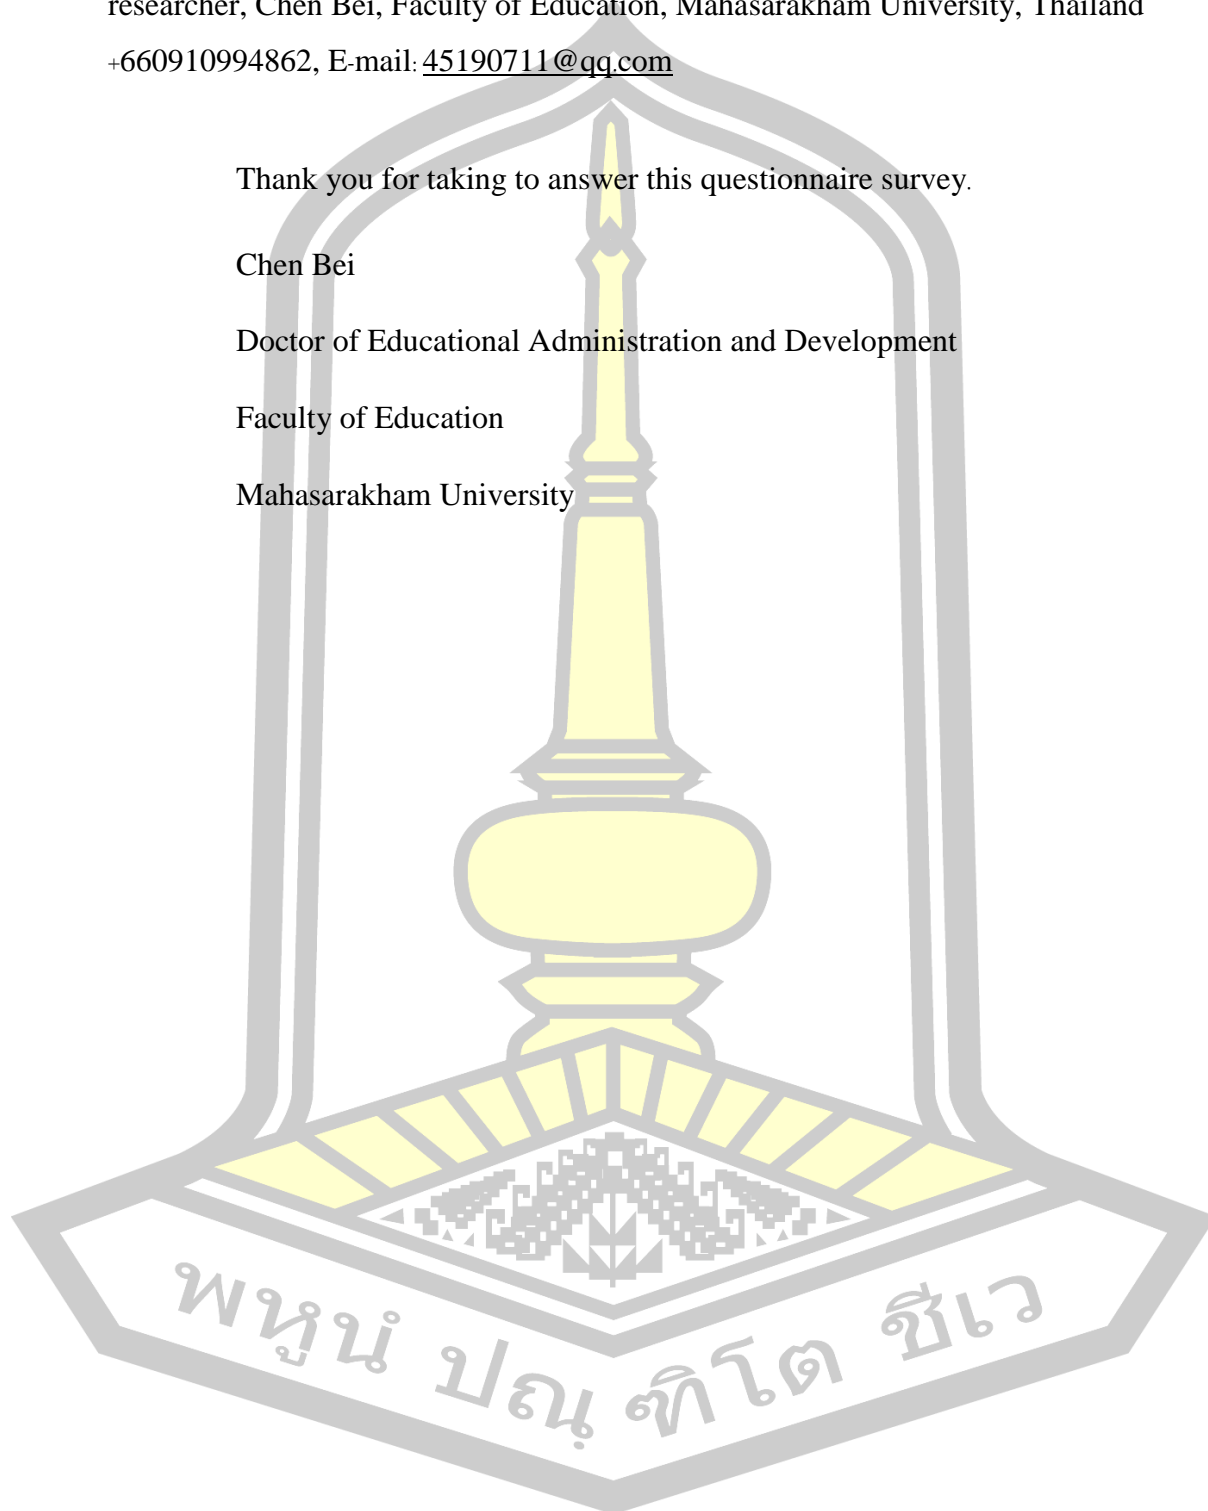 researcher, Chen Bei, Faculty of Education, Mahasarakham University, Thailand
+660910994862, E-mail: 45190711@qq.com
Thank you for taking to answer this questionnaire survey.
Chen Bei
Doctor of Educational Administration and Development
Faculty of Education
Mahasarakham University
พหูนํ ปณฺ ฑิโต ชีเว